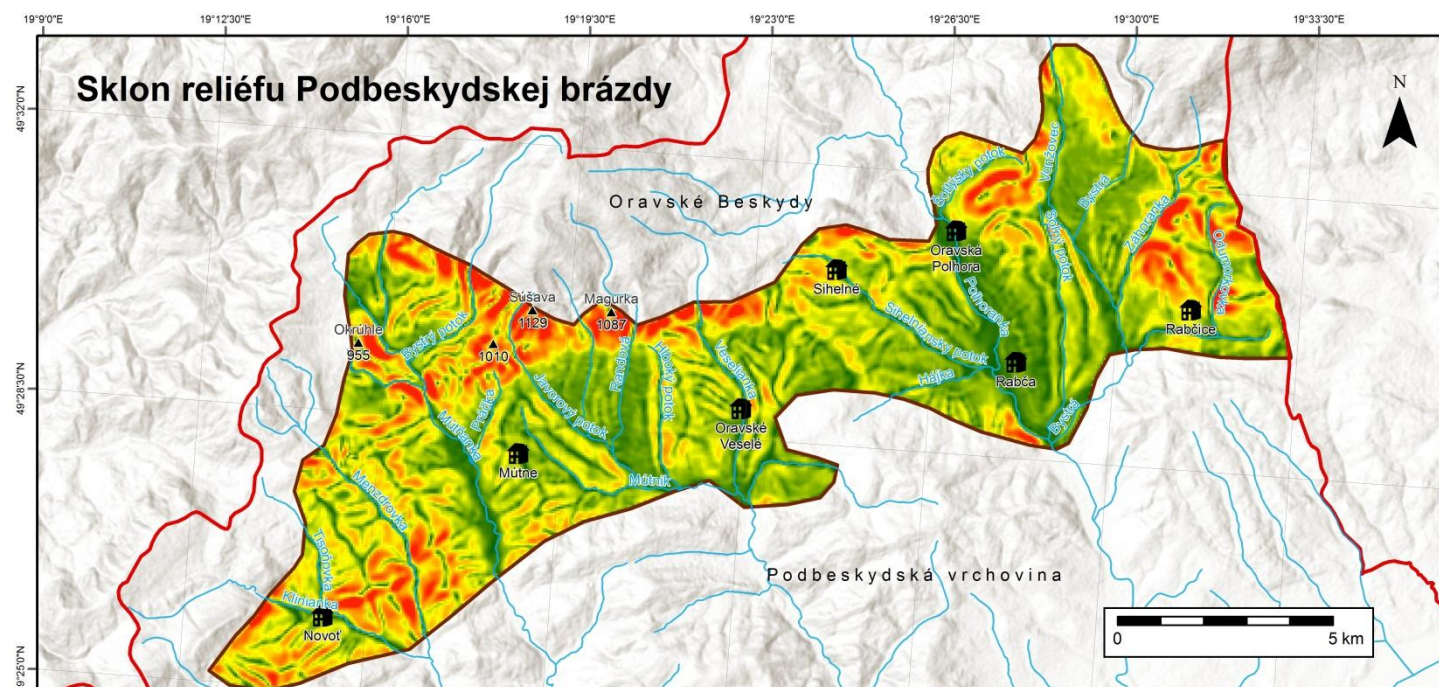 19°9'0"E
19°12'30"E
19°16'0"E
19°19'30"E
19°23'0"E
19°26'30"E
19°30'0"E
19°33'30"E
Sklon reliéfu Podbeskydskej brázdy
N
49°32'0"N
49°28'30"N
49°25'0"N
Oravské Beskydy
Podbeskydská vrchovina
Vonžovec
Šoltýsky potok
Bystrá
Oravská
Polhora
Sihelné
Polhoranka
Záhoranka
Rabčice
Súšava
1129
Magurka
1087
Okrúhle
955
Bystrý potok
1010
Randová
Hlboký potok
Veselianka
Sihelniansky potok
Hájka
Rabča
Bystrá
Javorový potok
Mútňanka
Oravské
Veselé
Mútne
Mútnik
Menzdrovka
Tisoňovka
Klinianka
Novoť
0
5 km